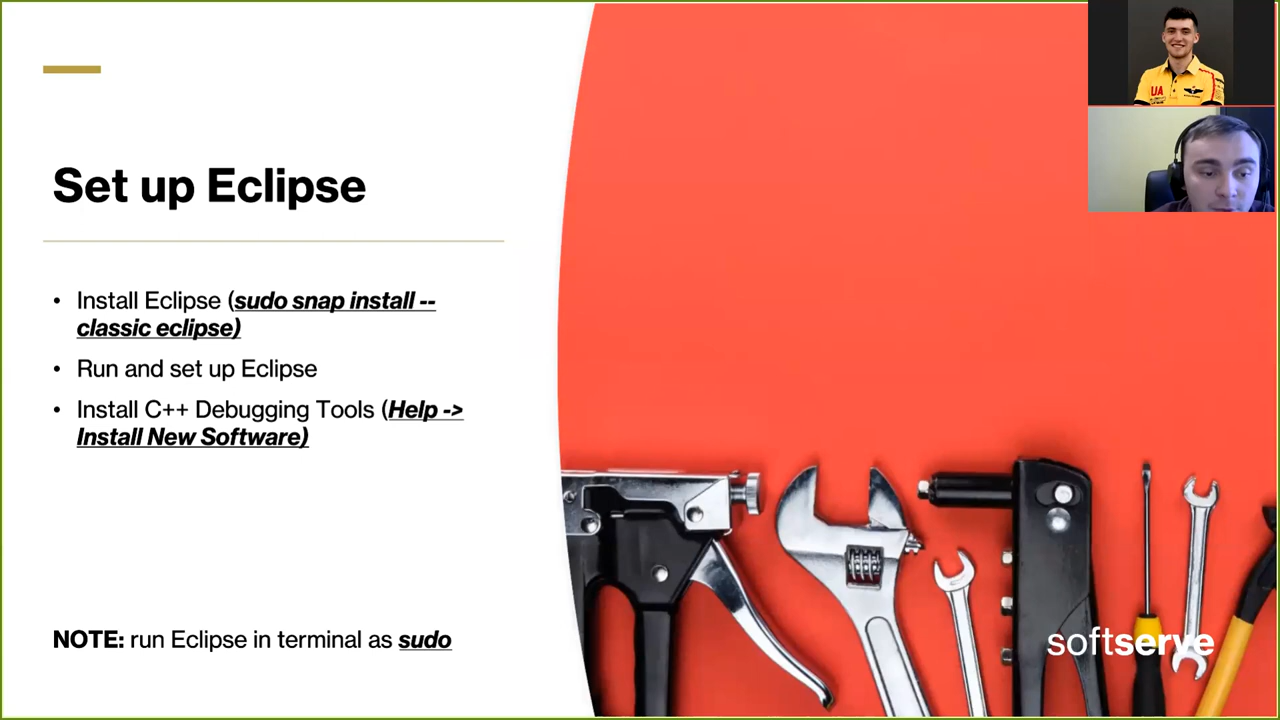 Set up Eclipse
• Install Eclipse (sudo snap install --
classic eclipse)
• Run and set up Eclipse
• Install C++ Debugging Tools (Help ->
Install New Software)
NOTE: run Eclipse in terminal as sudo
softserve
UA